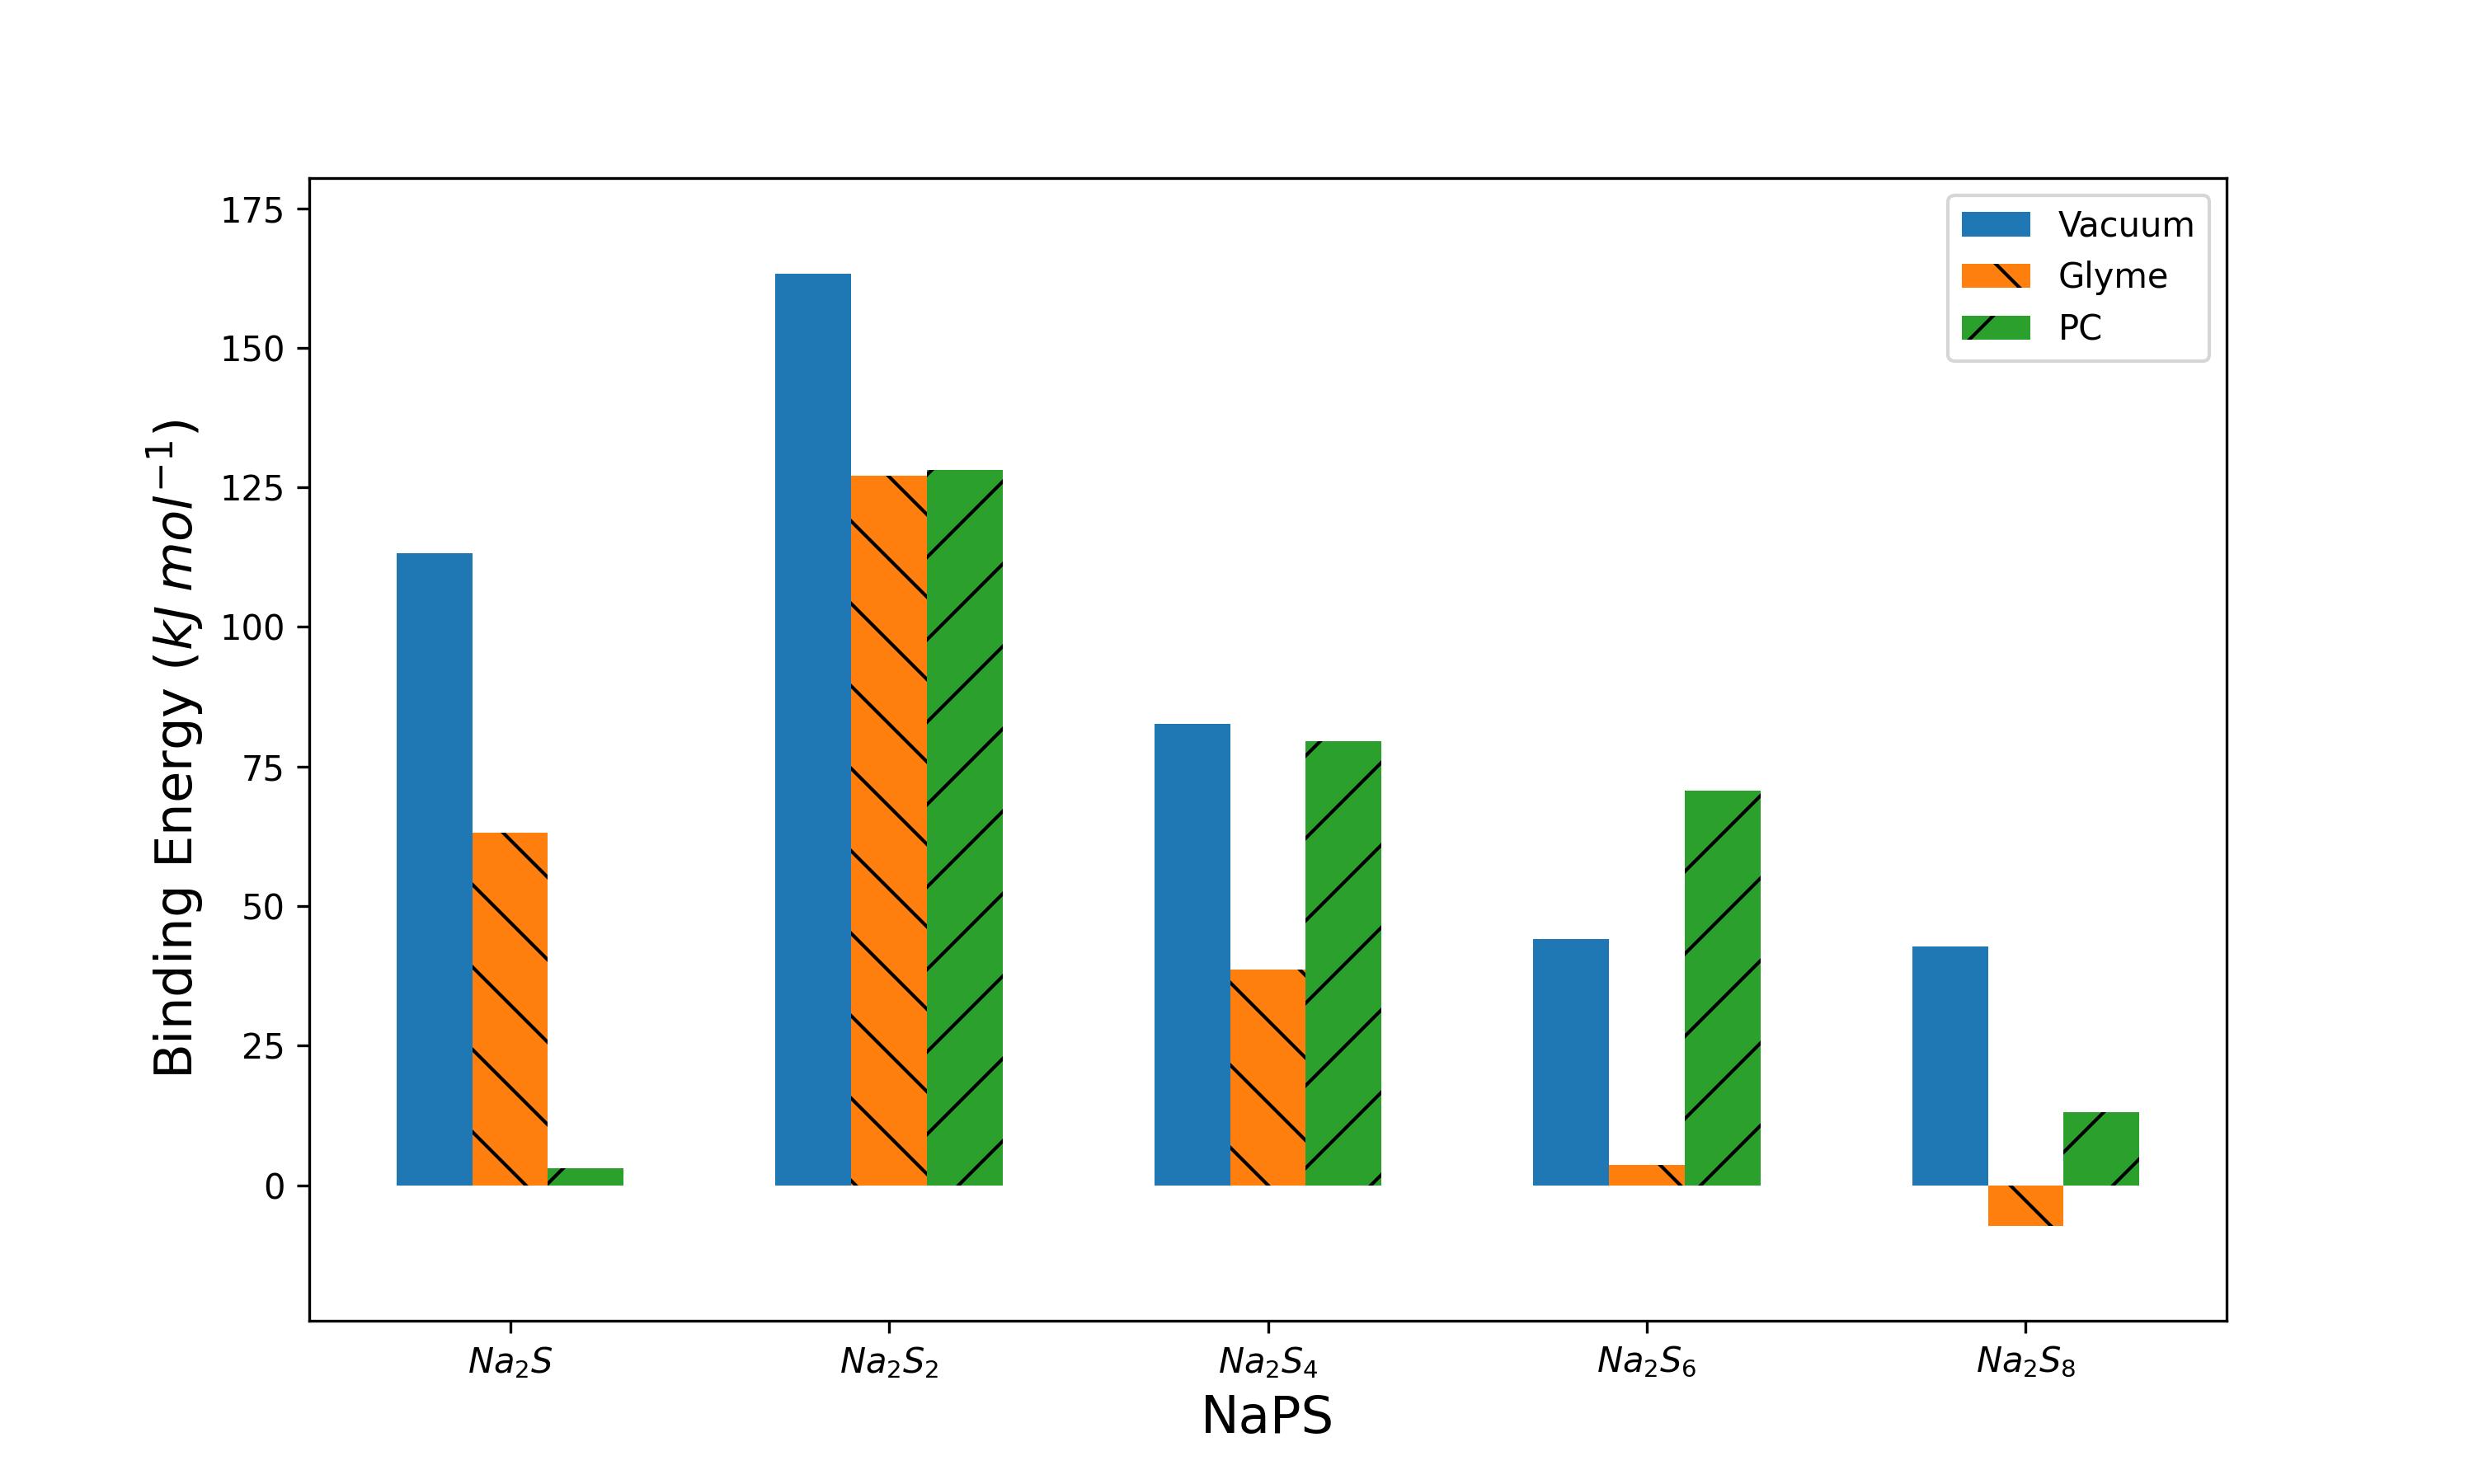 175
150
125
100
75
50
25
0
Binding Energy (kJ mol⁻¹)
Vacuum
Glyme
PC
Na₂S
Na₂S₂
Na₂S₄
Na₂S₆
Na₂S₈
NaPS